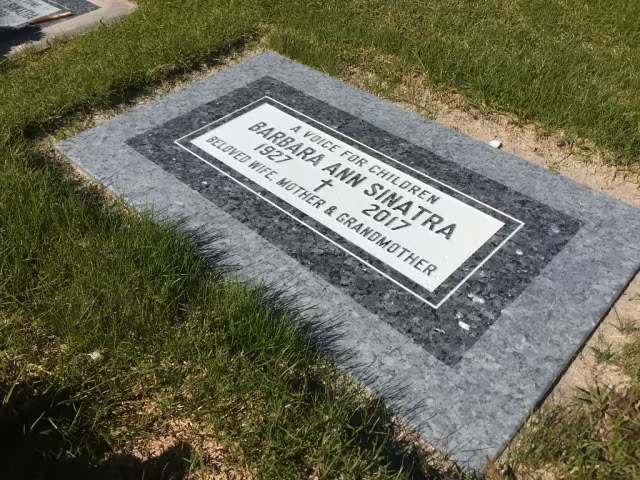 A VOICE FOR CHILDREN
BARBARA ANN SINATRA
1927 † 2017
BELOVED WIFE, MOTHER & GRANDMOTHER